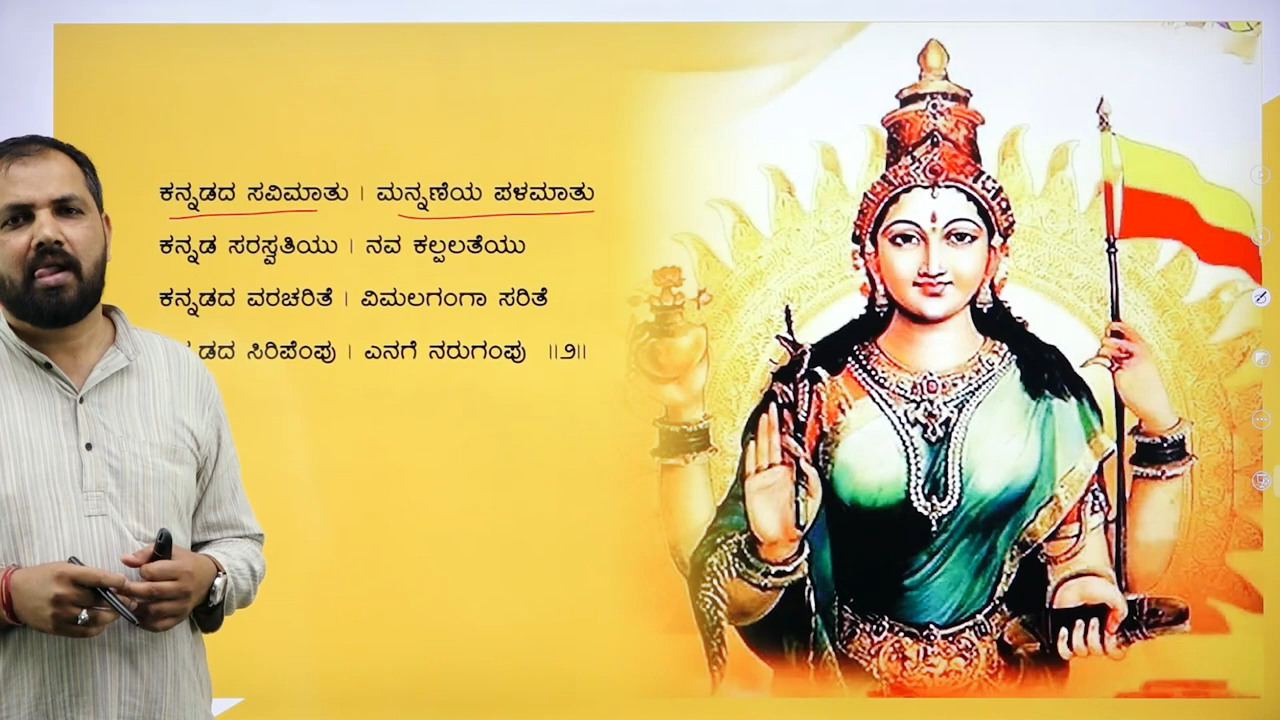 ಕನ್ನಡದ ಸವಿಮಾತು । ಮನ್ನಣೆಯ ಪಳಮಾತು
ಕನ್ನಡ ಸರಸ್ವತಿಯು । ನವ ಕಲ್ಪಲತೆಯು
ಕನ್ನಡದ ವರಚರಿತೆ । ವಿಮಲಗಂಗಾ ಸರಿತೆ
ಸಿರಿಪೆಂಪು । ಎನಗೆ ನರುಗಂಪು ॥೨॥